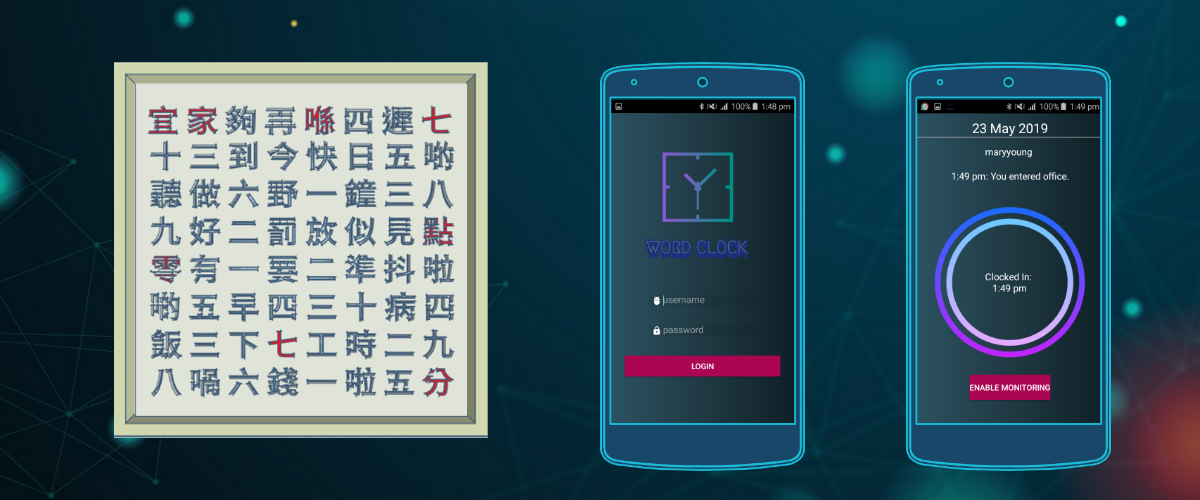 宜家夠再喺四遲七
十三到今快日五啲
聽做六野一鐘三八
九好二罰放似見點
零有一要二準抖啦
啲五早四三十病四
飯三下七工時二九
八喎六錢一啦五分
100% 1:48 pm
WORD CLOCK
username
password
LOGIN
100% 1:49 pm
23 May 2019
maryyoung
1:49 pm: You entered office.
Clocked In:
1:49 pm
ENABLE MONITORING